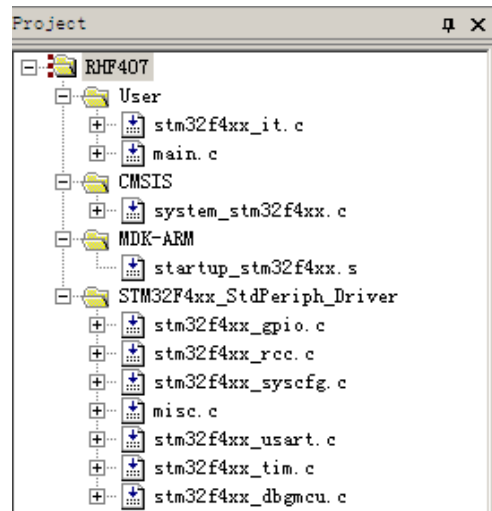 Project
RHF407
User
stm32f4xx_it.c
main.c
CMSIS
system_stm32f4xx.c
MDK-ARM
startup_stm32f4xx.s
STM32F4xx_StdPeriph_Driver
stm32f4xx_gpio.c
stm32f4xx_rcc.c
stm32f4xx_syscfg.c
misc.c
stm32f4xx_usart.c
stm32f4xx_tim.c
stm32f4xx_dbgmcu.c